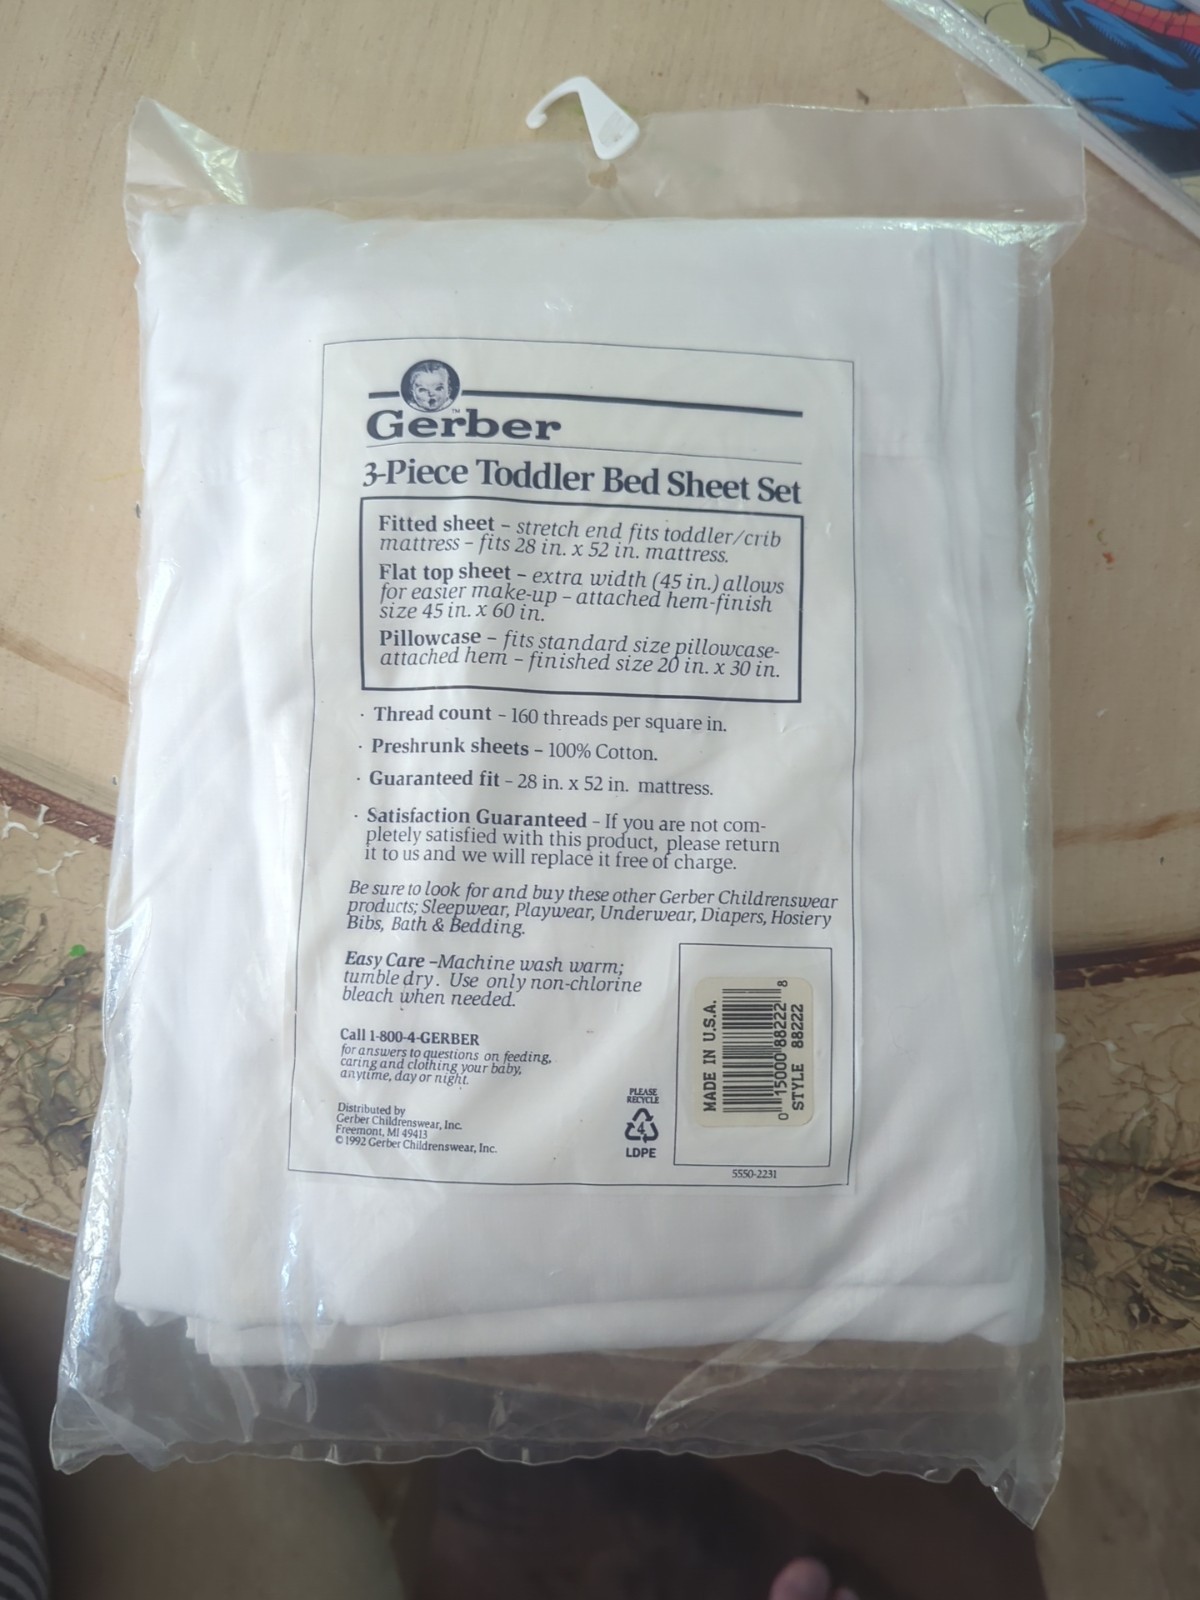 Gerber™
3-Piece Toddler Bed Sheet Set
Fitted sheet – stretch end fits toddler/crib
mattress – fits 28 in. x 52 in. mattress.
Flat top sheet – extra width (45 in.) allows
for easier make-up – attached hem-finish
size 45 in. x 60 in.
Pillowcase – fits standard size pillowcase-
attached hem – finished size 20 in. x 30 in.
· Thread count – 160 threads per square in.
· Preshrunk sheets – 100% Cotton.
· Guaranteed fit – 28 in. x 52 in. mattress.
· Satisfaction Guaranteed – If you are not com-
pletely satisfied with this product, please return
it to us and we will replace it free of charge.
Be sure to look for and buy these other Gerber Childrenswear
products; Sleepwear, Playwear, Underwear, Diapers, Hosiery
Bibs, Bath & Bedding.
Easy Care –Machine wash warm;
tumble dry. Use only non-chlorine
bleach when needed.
Call 1-800-4-GERBER
for answers to questions on feeding,
caring and clothing your baby,
anytime, day or night.
Distributed by
Gerber Childrenswear, Inc.
Freemont, MI 49413
© 1992 Gerber Childrenswear, Inc.
PLEASE
RECYCLE
4
LDPE
MADE IN U.S.A.
0 15000 88222 8
STYLE 88222
5550-2231